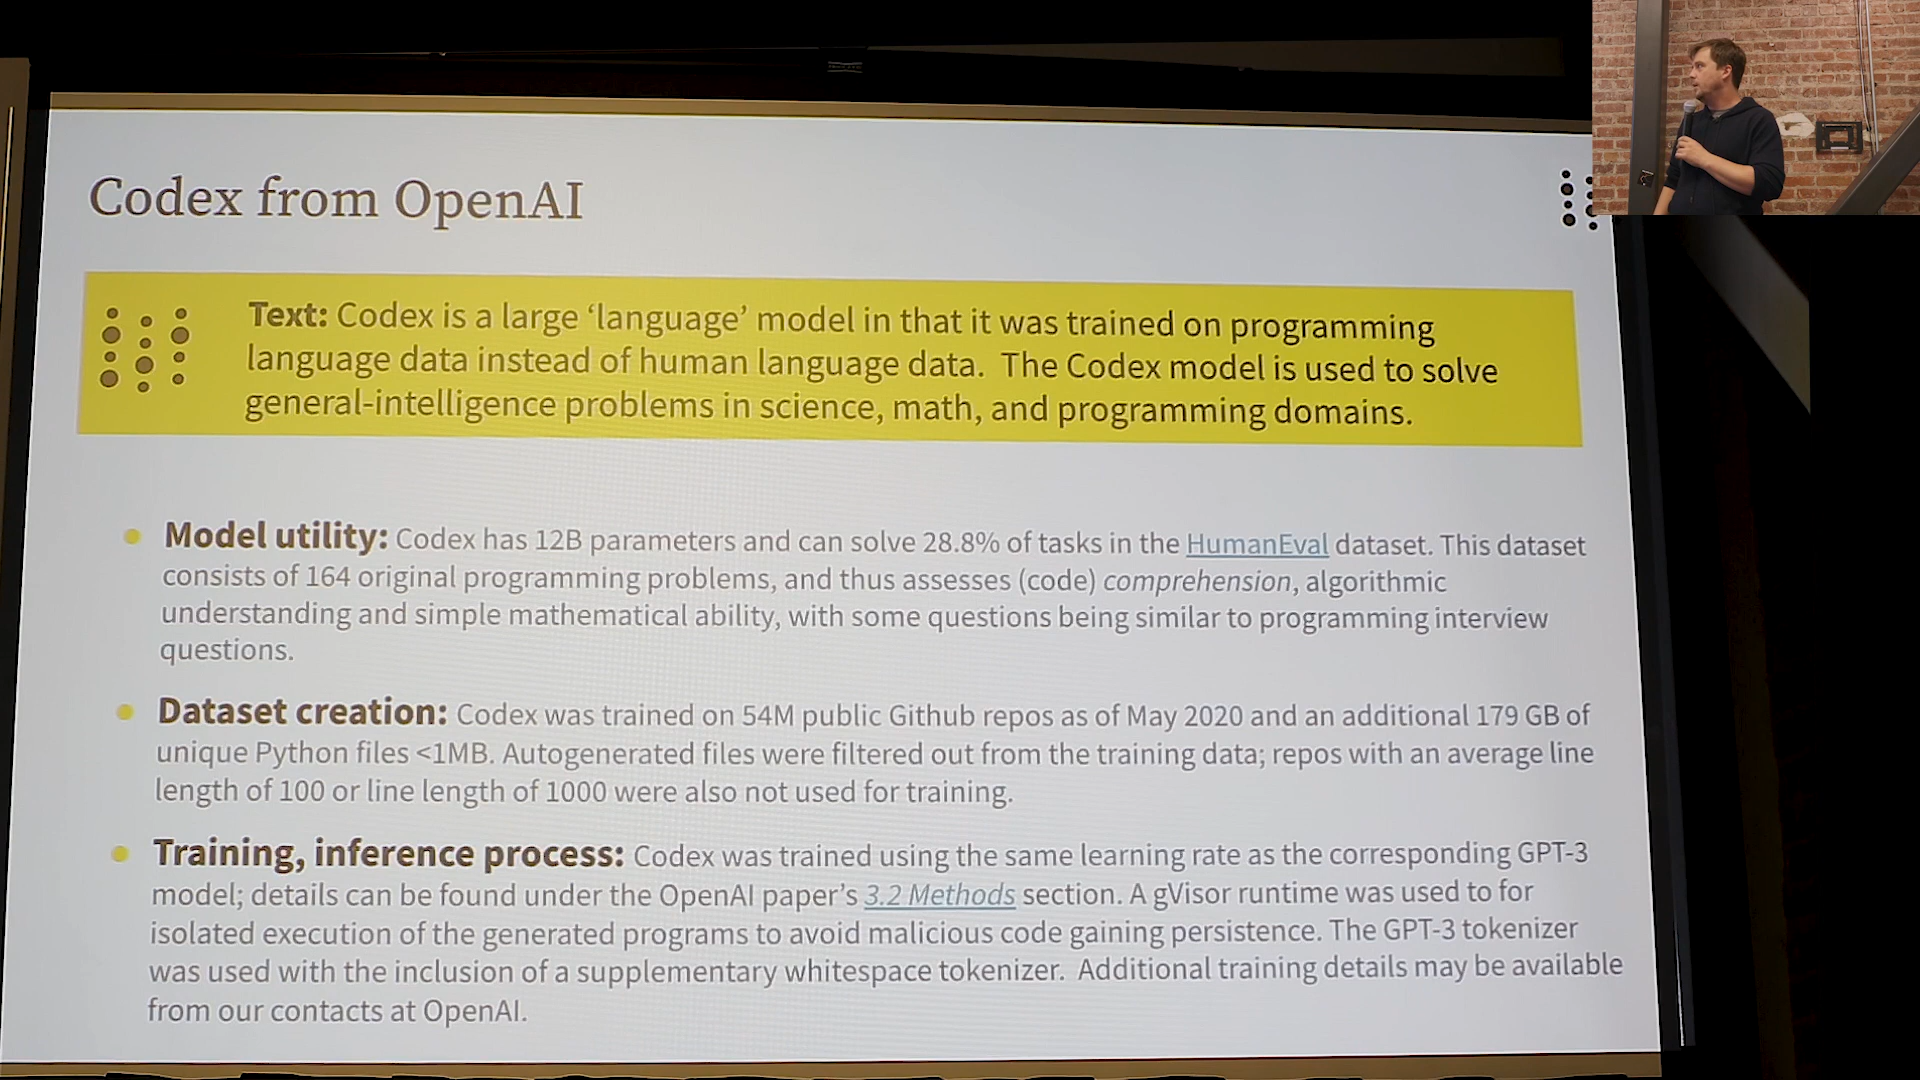 Codex from OpenAI
Text: Codex is a large ‘language’ model in that it was trained on programming
language data instead of human language data. The Codex model is used to solve
general-intelligence problems in science, math, and programming domains.
Model utility: Codex has 12B parameters and can solve 28.8% of tasks in the HumanEval dataset. This dataset
consists of 164 original programming problems, and thus assesses (code) comprehension, algorithmic
understanding and simple mathematical ability, with some questions being similar to programming interview
questions.
Dataset creation: Codex was trained on 54M public Github repos as of May 2020 and an additional 179 GB of
unique Python files <1MB. Autogenerated files were filtered out from the training data; repos with an average line
length of 100 or line length of 1000 were also not used for training.
Training, inference process: Codex was trained using the same learning rate as the corresponding GPT-3
model; details can be found under the OpenAI paper’s 3.2 Methods section. A gVisor runtime was used to for
isolated execution of the generated programs to avoid malicious code gaining persistence. The GPT-3 tokenizer
was used with the inclusion of a supplementary whitespace tokenizer. Additional training details may be available
from our contacts at OpenAI.